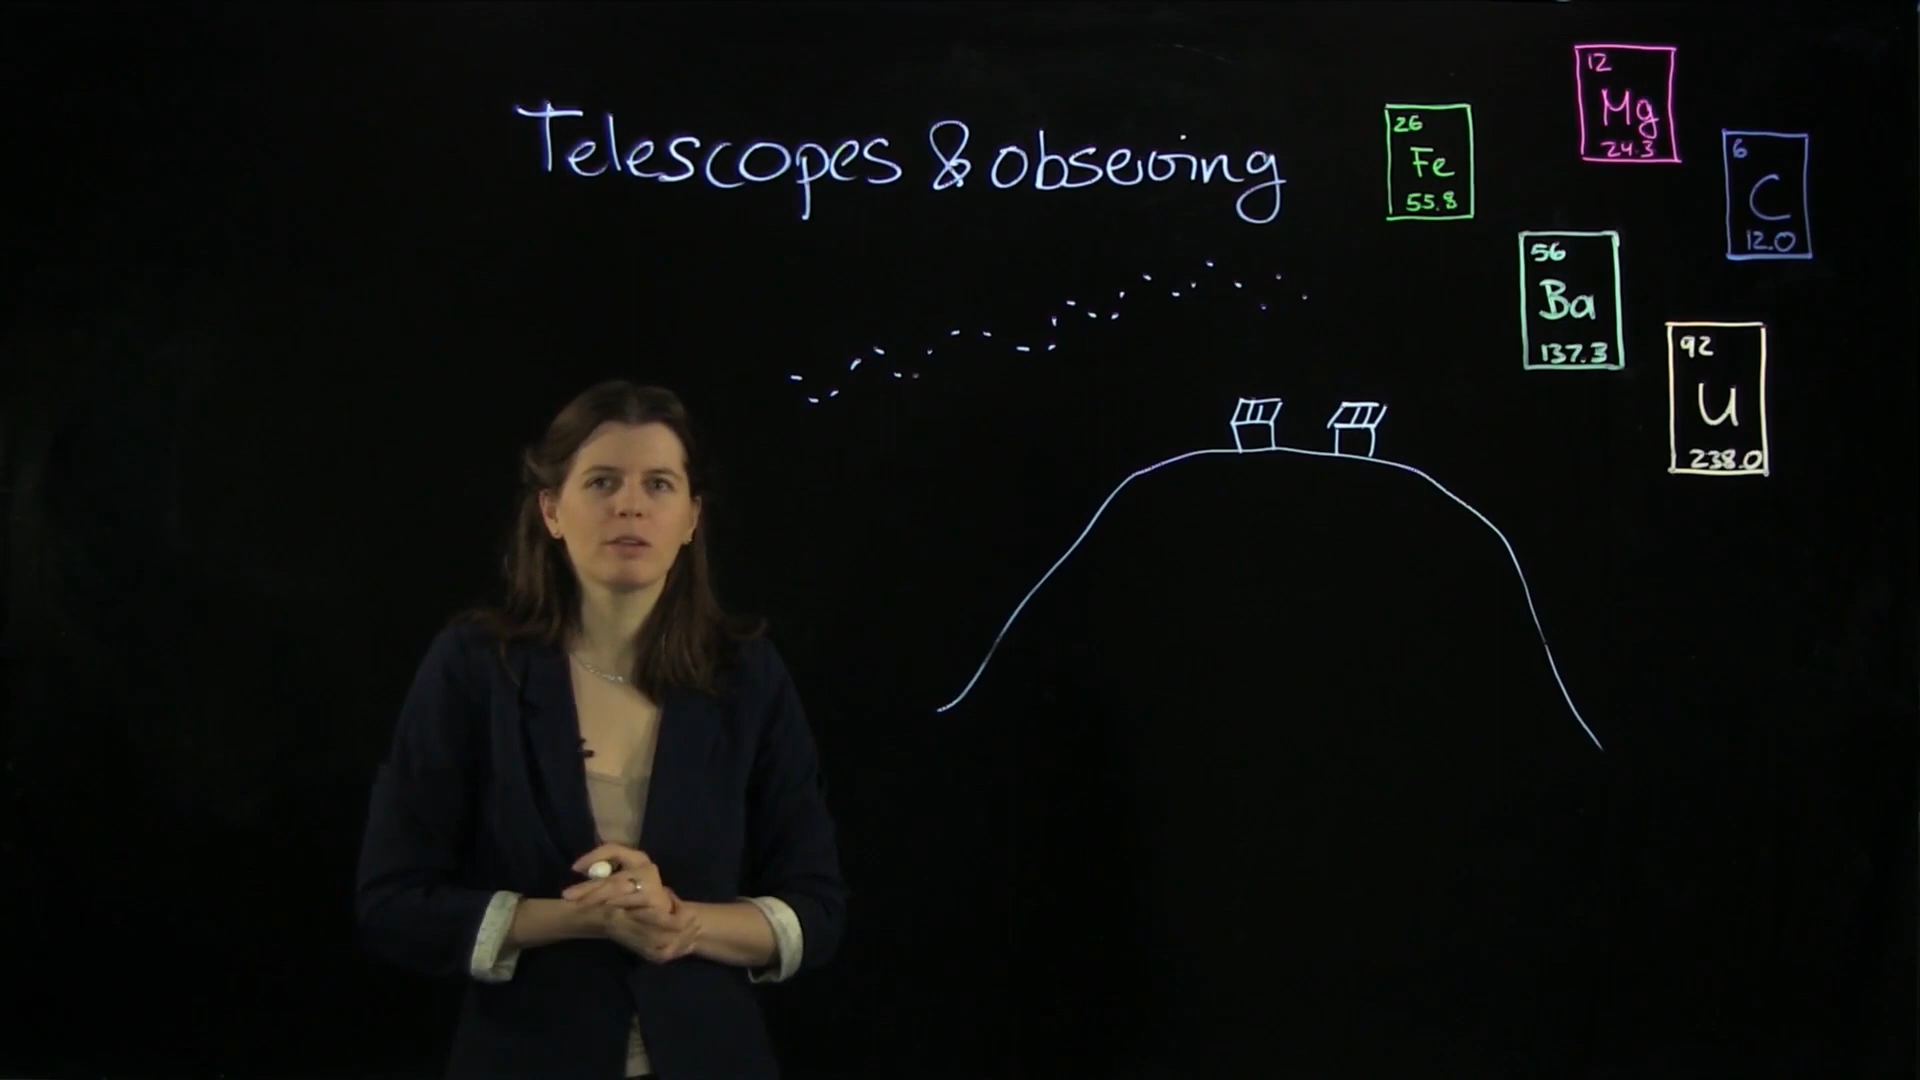 Telescopes & observing
26
Fe
55.8
12
Mg
24.3
6
C
12.0
56
Ba
137.3
92
U
238.0